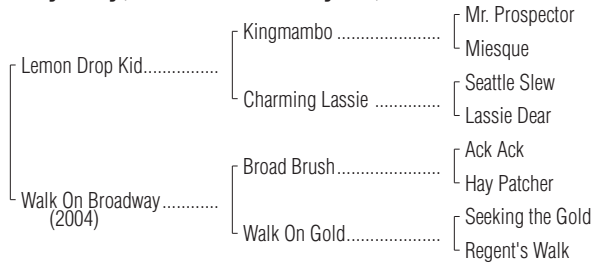 Mr. Prospector
Kingmambo ..................
Miesque
Lemon Drop Kid...............
Seattle Slew
Charming Lassie ...............
Lassie Dear
Ack Ack
Broad Brush.....................
Hay Patcher
Walk On Broadway............
(2004)
Seeking the Gold
Walk On Gold...................
Regent's Walk